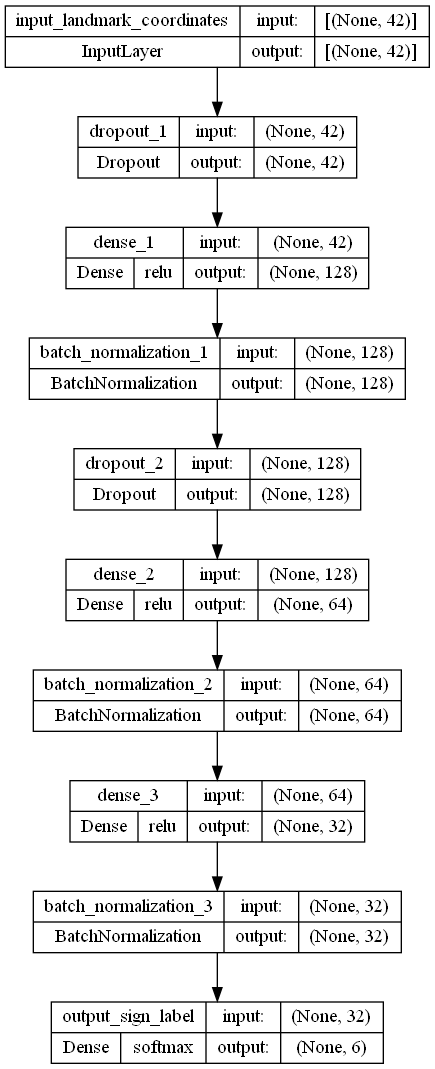 input_landmark_coordinates input: [(None, 42)]
InputLayer output: [(None, 42)]
dropout_1 input: (None, 42)
Dropout output: (None, 42)
dense_1 input: (None, 42)
Dense relu output: (None, 128)
batch_normalization_1 input: (None, 128)
BatchNormalization output: (None, 128)
dropout_2 input: (None, 128)
Dropout output: (None, 128)
dense_2 input: (None, 128)
Dense relu output: (None, 64)
batch_normalization_2 input: (None, 64)
BatchNormalization output: (None, 64)
dense_3 input: (None, 64)
Dense relu output: (None, 32)
batch_normalization_3 input: (None, 32)
BatchNormalization output: (None, 32)
output_sign_label input: (None, 32)
Dense softmax output: (None, 6)